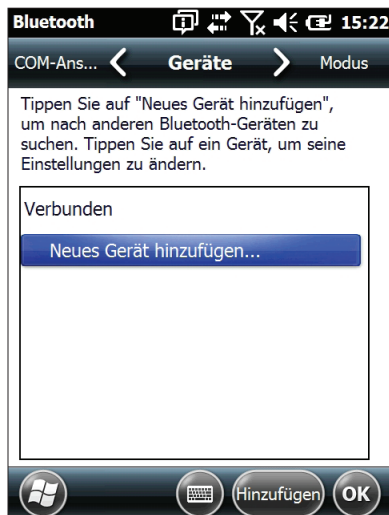 Bluetooth 15:22
COM-Ans... Geräte Modus
Tippen Sie auf "Neues Gerät hinzufügen",
um nach anderen Bluetooth-Geräten zu
suchen. Tippen Sie auf ein Gerät, um seine
Einstellungen zu ändern.
Verbunden
Neues Gerät hinzufügen...
Hinzufügen OK